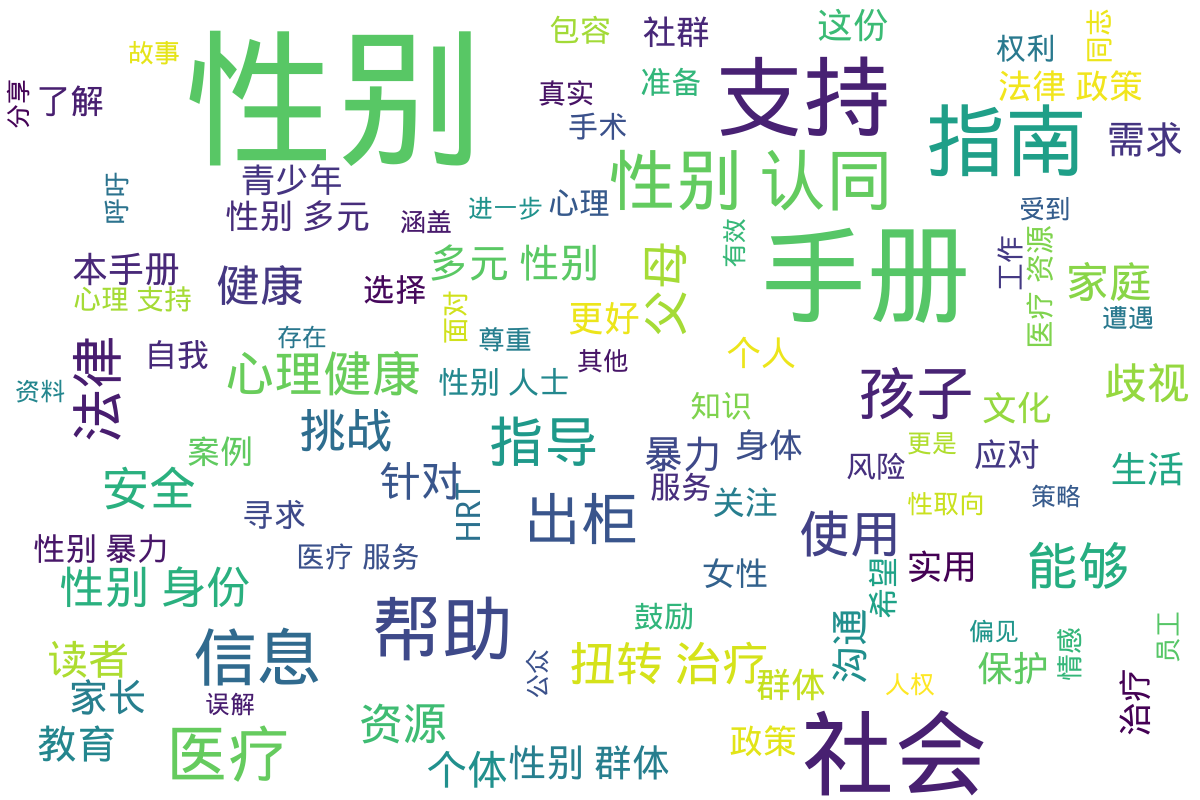 性别
支持
包容
社群
这份
权利
同志
故事
真实
准备
法律 政策
分享
了解
手术
指南
需求
青少年
性别 认同
呼吁
性别 多元
涵盖
进一步
心理
受到
本手册
健康
多元 性别
有效
手册
工作
医疗 资源
家庭
心理 支持
选择
父母
遭遇
法律
自我
存在
面对
尊重
更好
个人
资料
心理健康
性别 人士
其他
孩子
歧视
知识
文化
挑战
指导
案例
暴力
身体
更是
应对
安全
针对
服务
风险
生活
寻求
HRT
出柜
关注
使用
性取向
策略
性别 暴力
医疗 服务
女性
实用
能够
性别 身份
帮助
鼓励
希望
读者
信息
扭转 治疗
沟通
偏见
情感
员工
家长
误解
公众
群体
人权
保护
治疗
教育
医疗
资源
个体
性别 群体
政策
社会